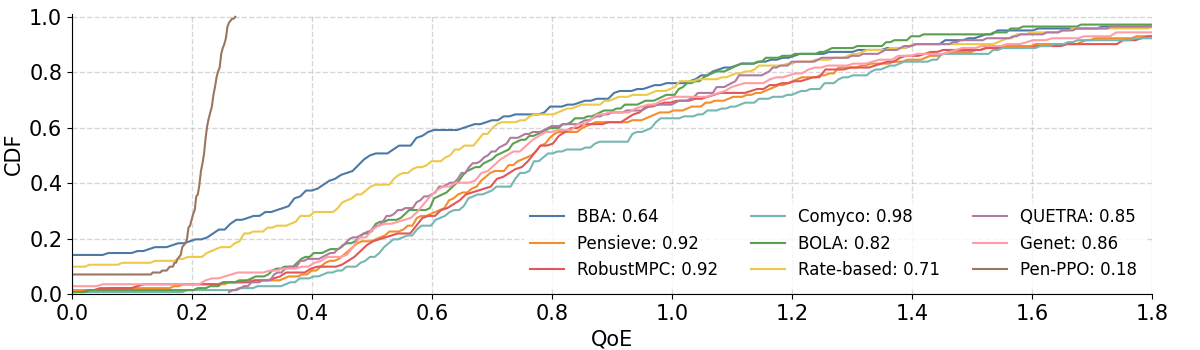 1.0
0.8
0.6
0.4
0.2
0.0
CDF
BBA: 0.64 Comyco: 0.98 QUETRA: 0.85
Pensieve: 0.92 BOLA: 0.82 Genet: 0.86
RobustMPC: 0.92 Rate-based: 0.71 Pen-PPO: 0.18
0.0 0.2 0.4 0.6 0.8 1.0 1.2 1.4 1.6 1.8
QoE